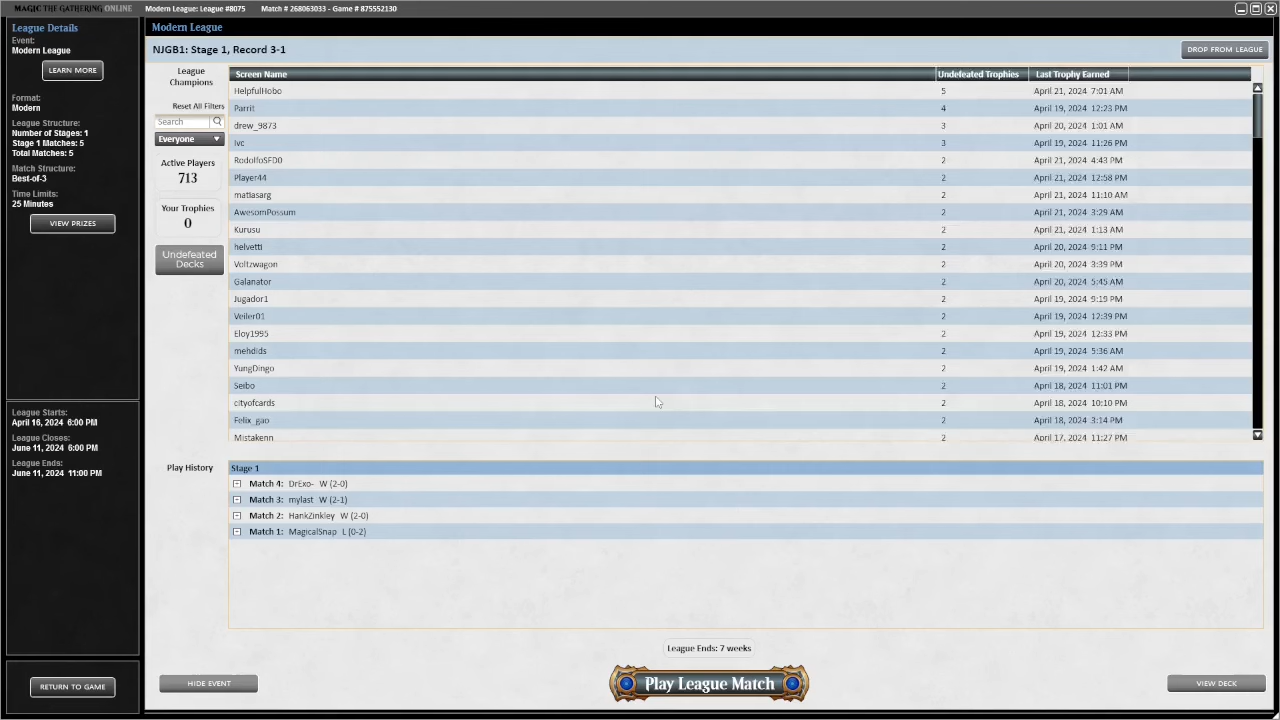 MAGIC THE GATHERING ONLINE Modern League: League #8075 Match # 268063033 - Game # 875552130
League Details
Event:
Modern League
LEARN MORE
Format:
Modern
League Structure:
Number of Stages: 1
Stage 1 Matches: 5
Total Matches: 5
Match Structure:
Best-of-3
Time Limits:
25 Minutes
VIEW PRIZES
League Starts:
April 16, 2024 6:00 PM
League Closes:
June 11, 2024 6:00 PM
League Ends:
June 11, 2024 11:00 PM
RETURN TO GAME
Modern League
NJGB1: Stage 1, Record 3-1
DROP FROM LEAGUE
League
Champions
Reset All Filters
Search
Everyone
Active Players
713
Your Trophies
0
Undefeated
Decks
Screen Name Undefeated Trophies Last Trophy Earned
HelpfulHobo 5 April 21, 2024 7:01 AM
Parrit 4 April 19, 2024 12:23 PM
drew_9873 3 April 20, 2024 1:01 AM
lvc 3 April 19, 2024 11:26 PM
RodolfoSFD0 2 April 21, 2024 4:43 PM
Player44 2 April 21, 2024 12:58 PM
matiasarg 2 April 21, 2024 11:10 AM
AwesomPossum 2 April 21, 2024 3:29 AM
Kurusu 2 April 21, 2024 1:13 AM
helvetti 2 April 20, 2024 9:11 PM
Voltzwagon 2 April 20, 2024 3:39 PM
Galanator 2 April 20, 2024 5:45 AM
Jugador1 2 April 19, 2024 9:19 PM
Veiler01 2 April 19, 2024 12:39 PM
Eloy1995 2 April 19, 2024 12:33 PM
mehdids 2 April 19, 2024 5:36 AM
YungDingo 2 April 19, 2024 1:42 AM
Seibo 2 April 18, 2024 11:01 PM
cityofcards 2 April 18, 2024 10:10 PM
Felix_gao 2 April 18, 2024 3:14 PM
Mistakenn 2 April 17, 2024 11:27 PM
Play History
Stage 1
Match 4: DrExo- W (2-0)
Match 3: mylast W (2-1)
Match 2: HankZinkley W (2-0)
Match 1: MagicalSnap L (0-2)
League Ends: 7 weeks
HIDE EVENT
Play League Match
VIEW DECK